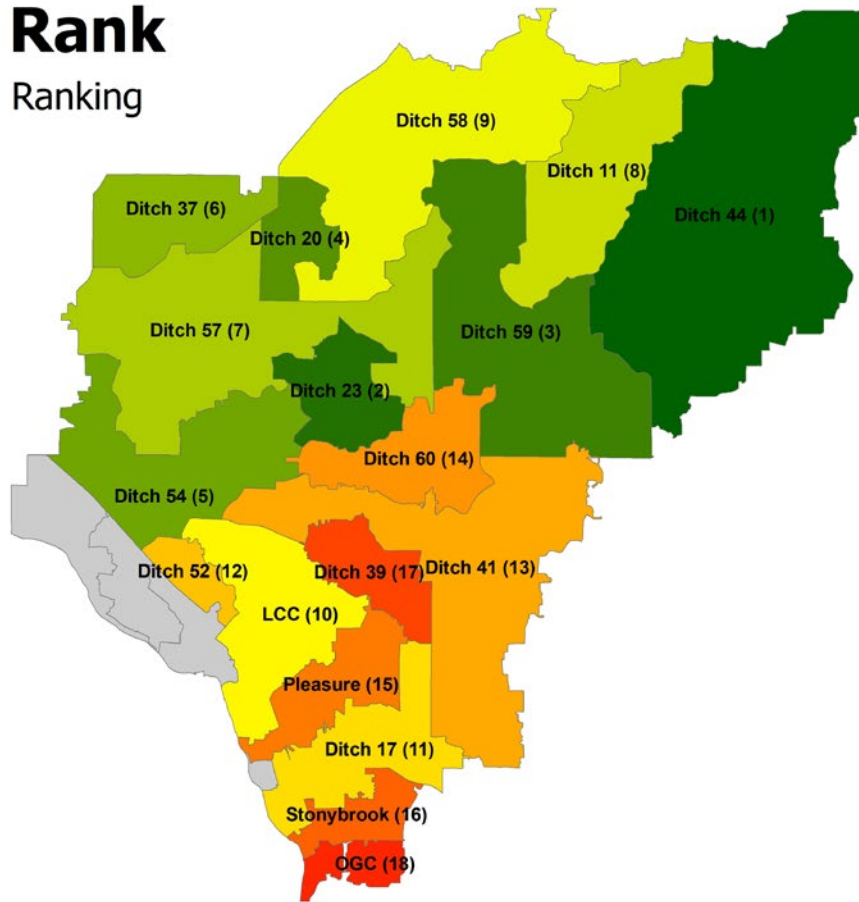 Rank
Ranking
Ditch 58 (9)
Ditch 11 (8)
Ditch 37 (6)
Ditch 44 (1)
Ditch 20 (4)
Ditch 57 (7)
Ditch 59 (3)
Ditch 23 (2)
Ditch 60 (14)
Ditch 54 (5)
Ditch 52 (12)
Ditch 39 (17)
Ditch 41 (13)
LCC (10)
Pleasure (15)
Ditch 17 (11)
Stonybrook (16)
OGC (18)